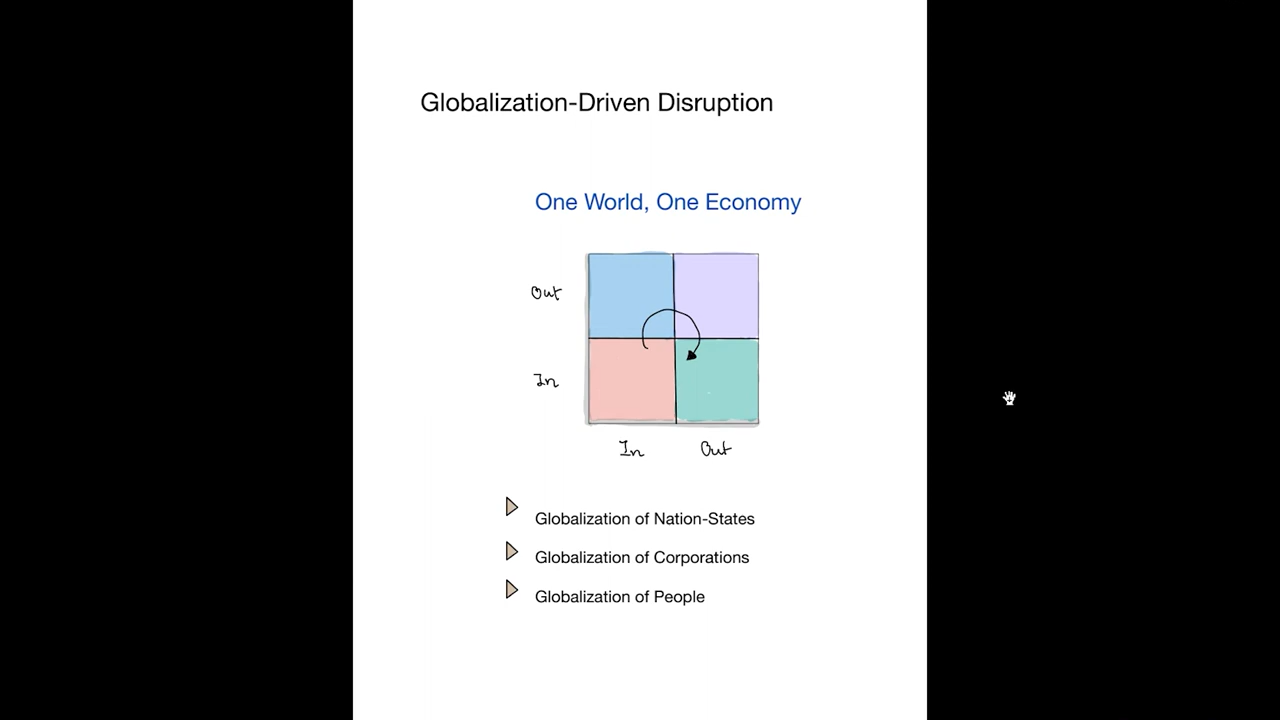 Globalization-Driven Disruption
One World, One Economy
Out
In
In Out
Globalization of Nation-States
Globalization of Corporations
Globalization of People